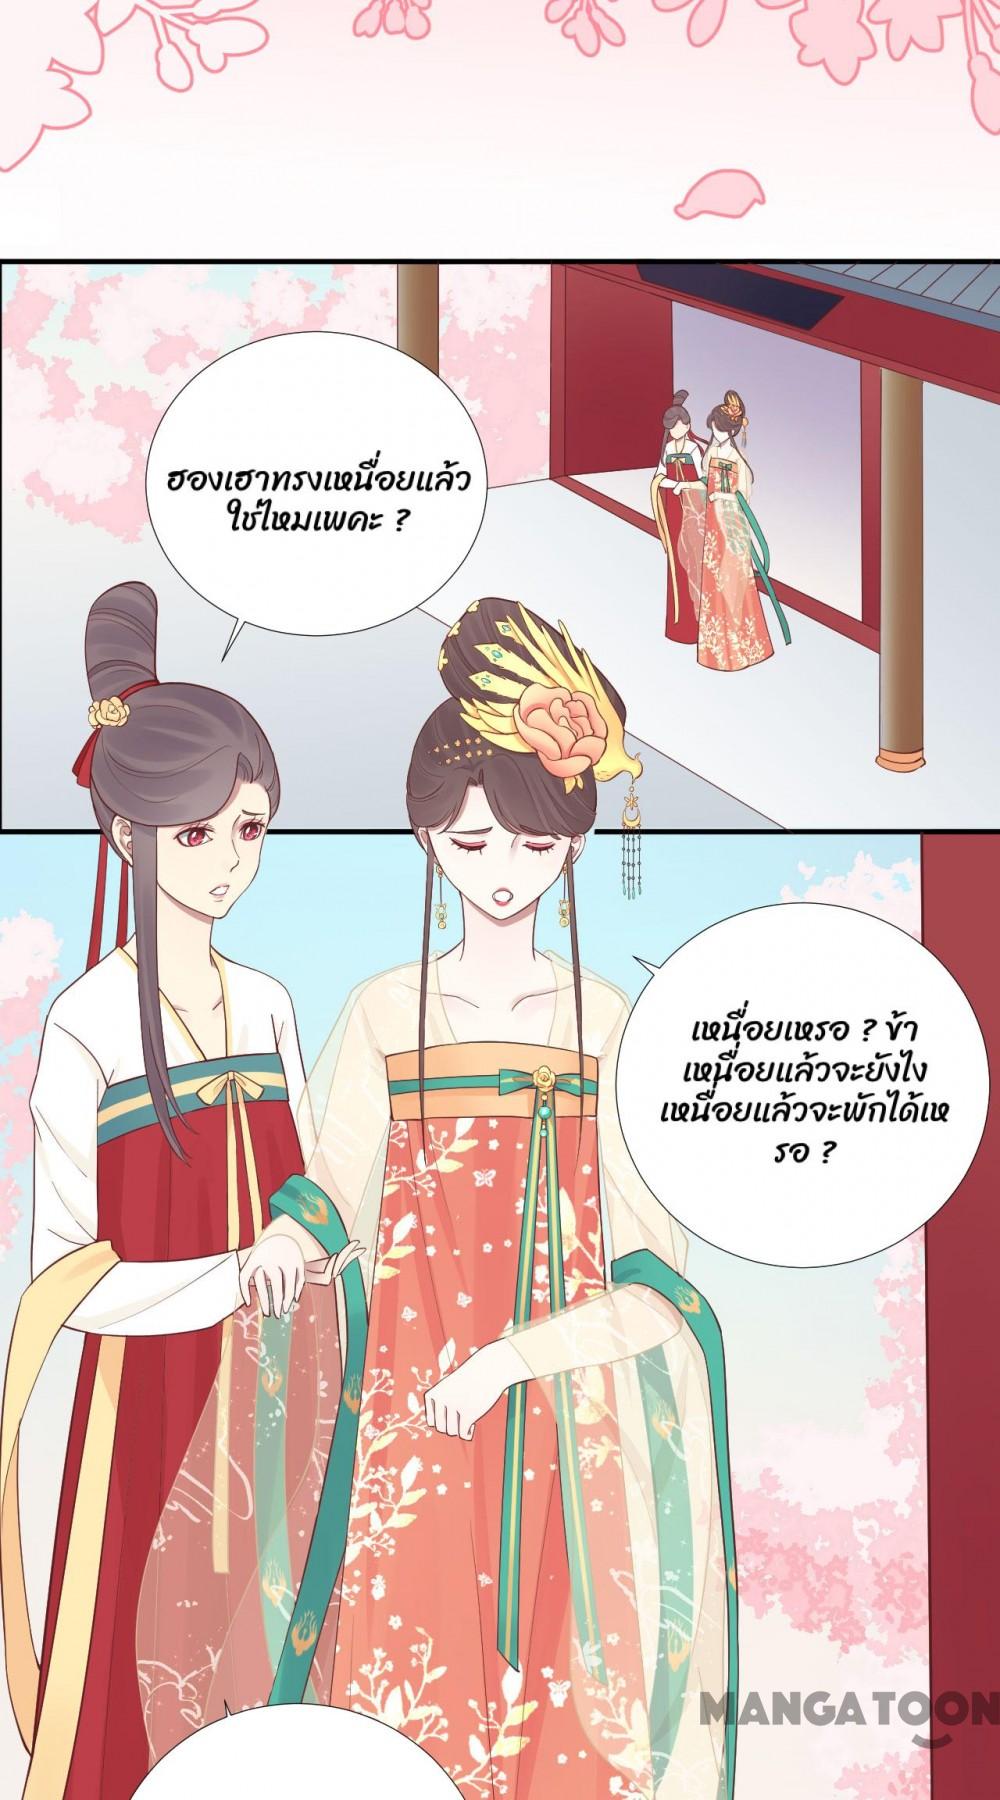 ฮองเฮาทรงเหนื่อยแล้ว
ใช่ไหมเพคะ ?
เหนื่อยเหรอ ? ข้า
เหนื่อยแล้วจะยังไง
เหนื่อยแล้วจะพักได้เห
รอ ?
MANGATOON